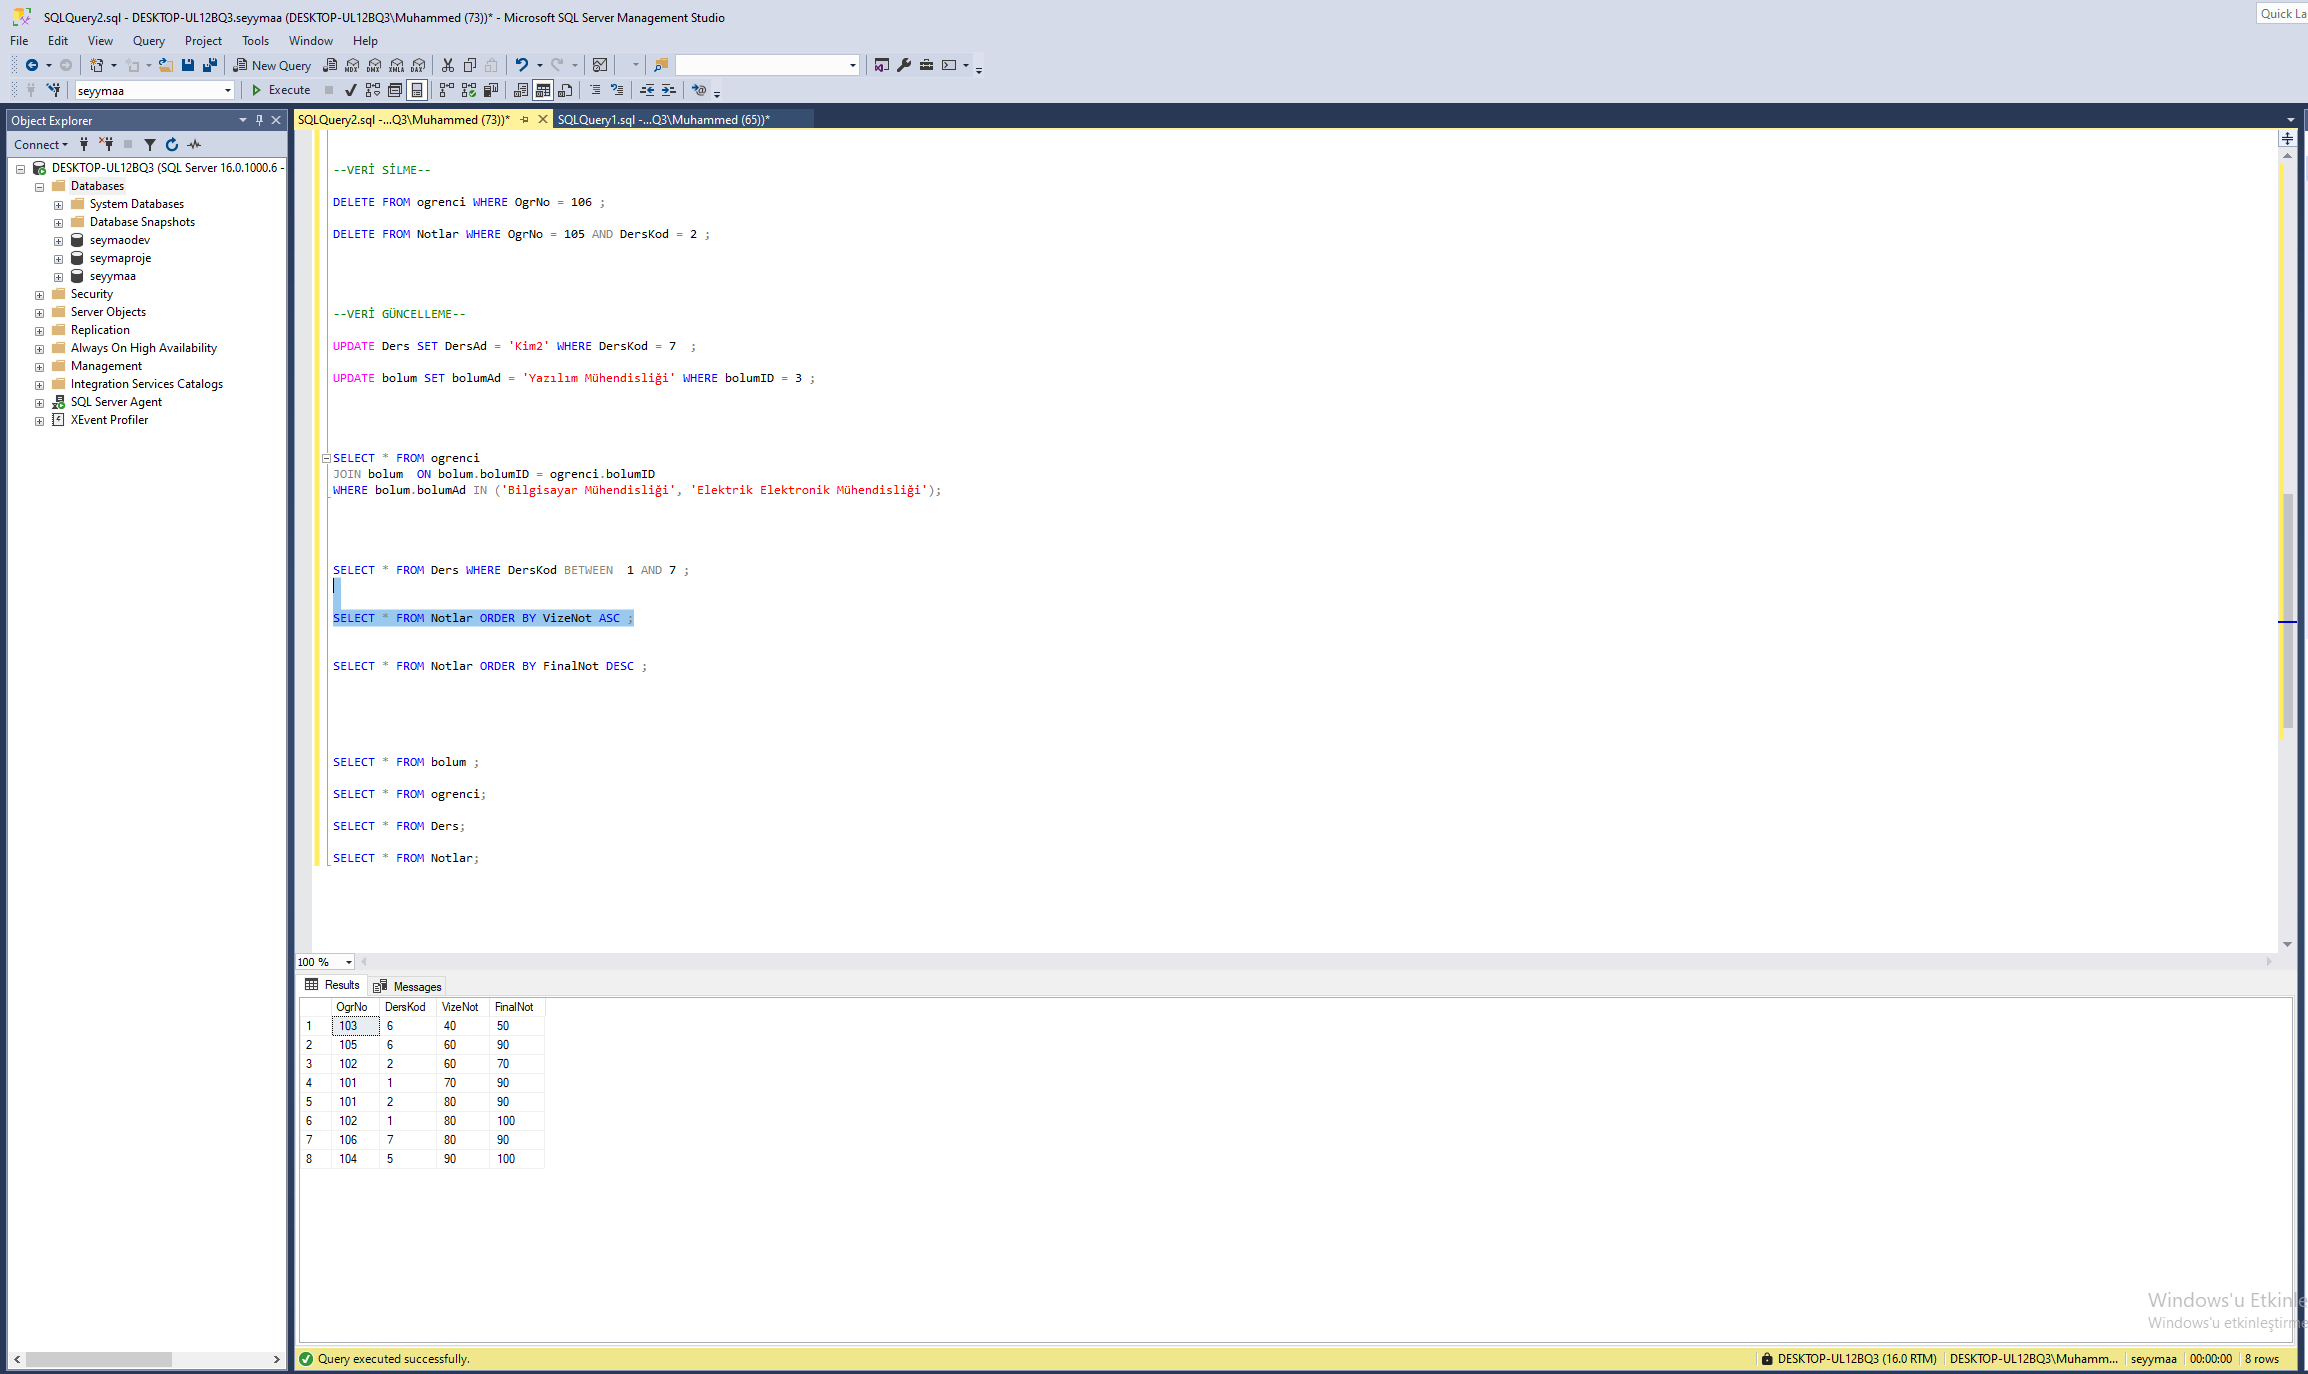 SQLQuery2.sql - DESKTOP-UL12BQ3.seyymaa (DESKTOP-UL12BQ3\Muhammed (73))* - Microsoft SQL Server Management Studio
Quick La
File Edit View Query Project Tools Window Help
New Query MDX DMX XMLA DAX
seyymaa Execute
Object Explorer
SQLQuery2.sql -...Q3\Muhammed (73))* SQLQuery1.sql -...Q3\Muhammed (65))*
Connect
DESKTOP-UL12BQ3 (SQL Server 16.0.1000.6 -
Databases
System Databases
Database Snapshots
seymaodev
seymaproje
seyymaa
Security
Server Objects
Replication
Always On High Availability
Management
Integration Services Catalogs
SQL Server Agent
XEvent Profiler
--VERİ SİLME--
DELETE FROM ogrenci WHERE OgrNo = 106 ;
DELETE FROM Notlar WHERE OgrNo = 105 AND DersKod = 2 ;
--VERİ GÜNCELLEME--
UPDATE Ders SET DersAd = 'Kim2' WHERE DersKod = 7  ;
UPDATE bolum SET bolumAd = 'Yazılım Mühendisliği' WHERE bolumID = 3 ;
SELECT * FROM ogrenci
JOIN bolum  ON bolum.bolumID = ogrenci.bolumID
WHERE bolum.bolumAd IN ('Bilgisayar Mühendisliği', 'Elektrik Elektronik Mühendisliği');
SELECT * FROM Ders WHERE DersKod BETWEEN  1 AND 7 ;
SELECT * FROM Notlar ORDER BY VizeNot ASC ;
SELECT * FROM Notlar ORDER BY FinalNot DESC ;
SELECT * FROM bolum ;
SELECT * FROM ogrenci;
SELECT * FROM Ders;
SELECT * FROM Notlar;
100 %
Results Messages
OgrNo DersKod VizeNot FinalNot
1 103 6 40 50
2 105 6 60 90
3 102 2 60 70
4 101 1 70 90
5 101 2 80 90
6 102 1 80 100
7 106 7 80 90
8 104 5 90 100
Windows'u Etkinle
Windows'u etkinleştirme
Query executed successfully. DESKTOP-UL12BQ3 (16.0 RTM) DESKTOP-UL12BQ3\Muhamm... seyymaa 00:00:00 8 rows